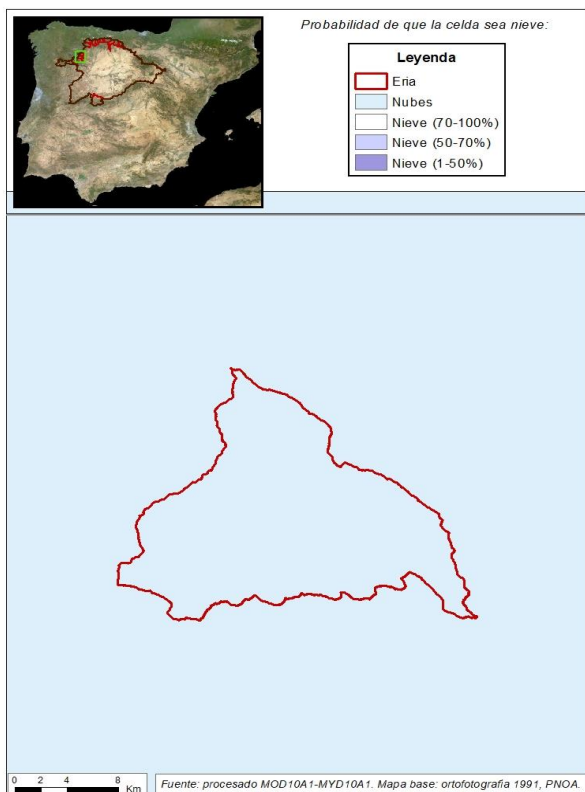 Probabilidad de que la celda sea nieve:
Leyenda
Eria
Nubes
Nieve (70-100%)
Nieve (50-70%)
Nieve (1-50%)
0 2 4 8
Km
Fuente: procesado MOD10A1-MYD10A1. Mapa base: ortofotografia 1991, PNOA